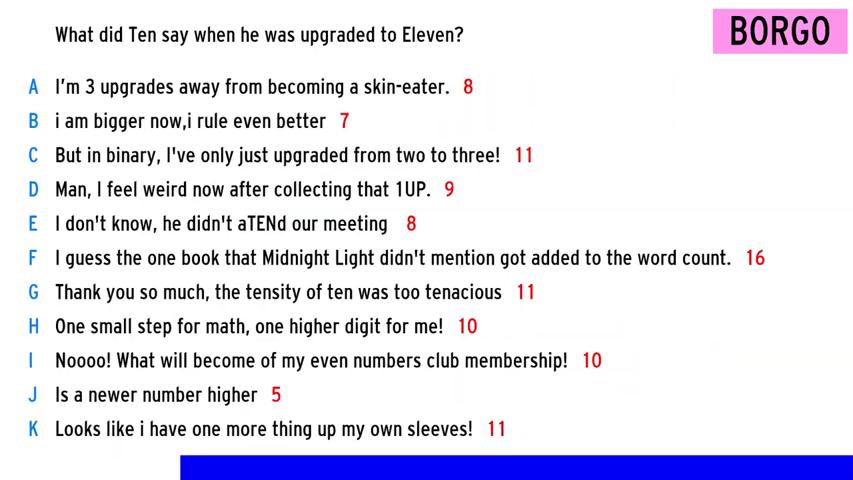 What did Ten say when he was upgraded to Eleven?
BORGO
A I'm 3 upgrades away from becoming a skin-eater. 8
B i am bigger now,i rule even better 7
C But in binary, I've only just upgraded from two to three! 11
D Man, I feel weird now after collecting that 1UP. 9
E I don't know, he didn't aTENd our meeting 8
F I guess the one book that Midnight Light didn't mention got added to the word count. 16
G Thank you so much, the tensity of ten was too tenacious 11
H One small step for math, one higher digit for me! 10
I Noooo! What will become of my even numbers club membership! 10
J Is a newer number higher 5
K Looks like i have one more thing up my own sleeves! 11